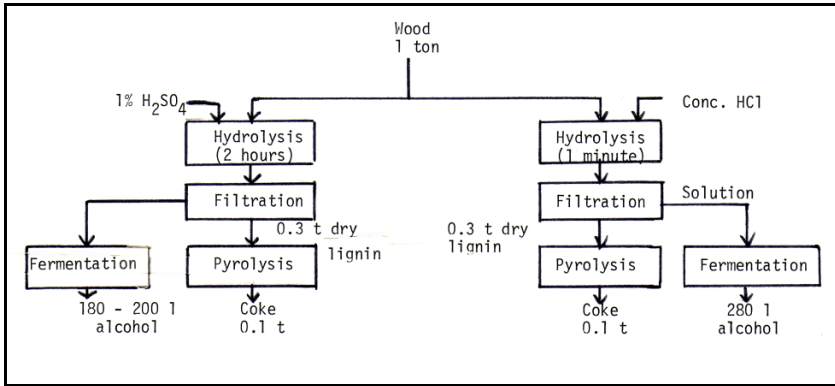 Wood
1 ton
1% H2SO4
Conc. HCl
Hydrolysis
(2 hours)
Hydrolysis
(1 minute)
Filtration
Filtration
Solution
0.3 t dry
lignin
0.3 t dry
lignin
Fermentation
Pyrolysis
Pyrolysis
Fermentation
180 - 200 l
alcohol
Coke
0.1 t
Coke
0.1 t
280 l
alcohol